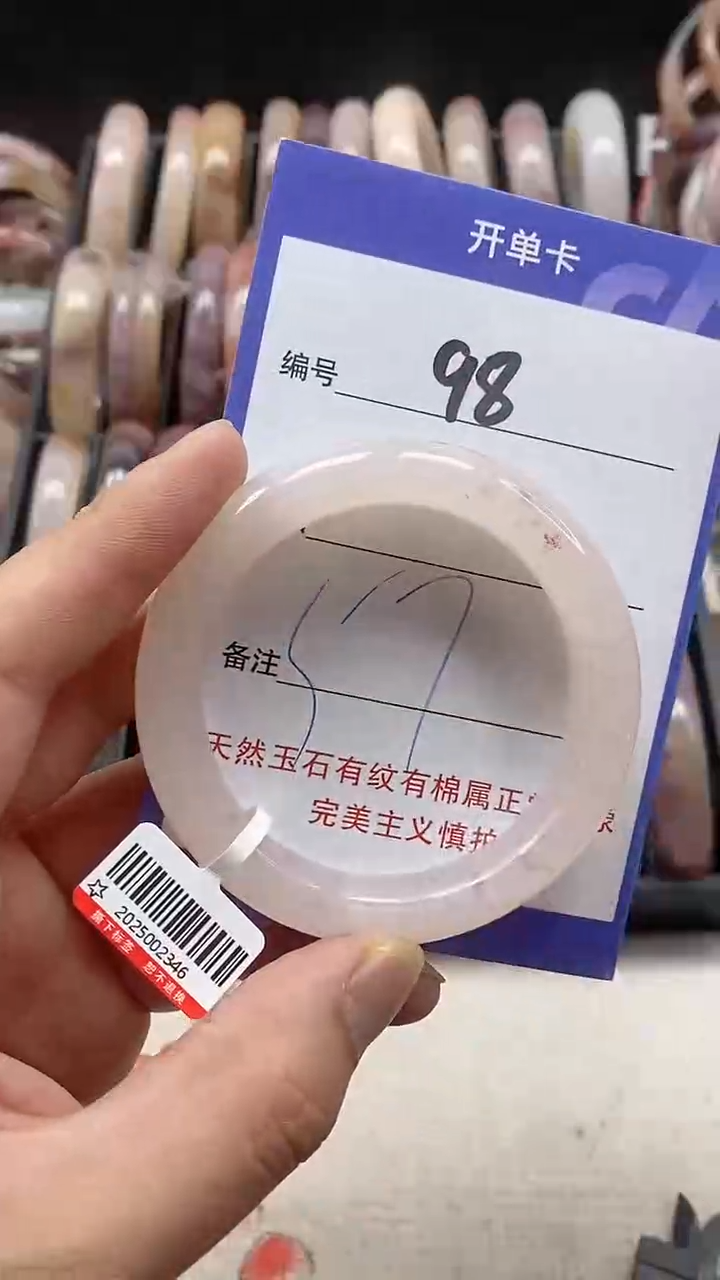 开单卡
编号 98
57
备注
天然玉石有纹有棉属正
完美主义慎拍
2025002346
撕下标签 恕不退换